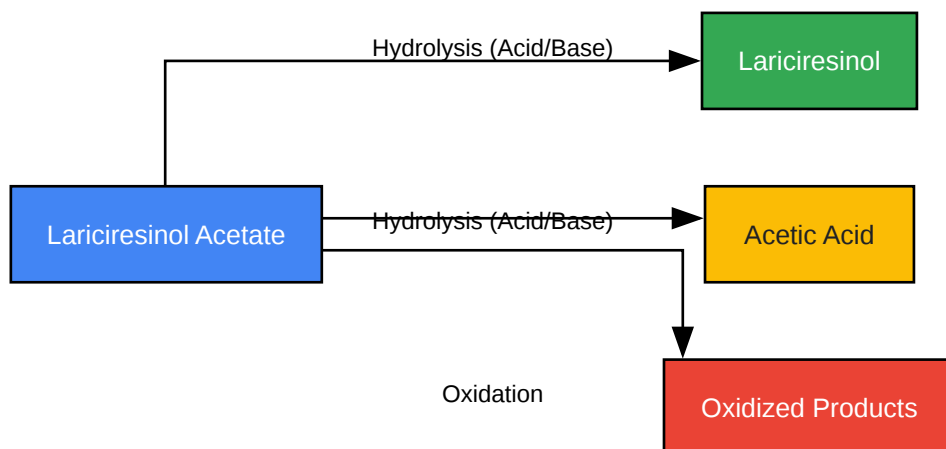 Hydrolysis (Acid/Base)
Lariciresinol
Lariciresinol Acetate
Hydrolysis (Acid/Base)
Acetic Acid
Oxidation
Oxidized Products